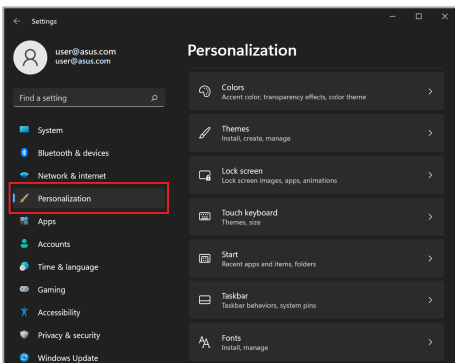 Settings
user@asus.com
user@asus.com
Find a setting
System
Bluetooth & devices
Network & internet
Personalization
Apps
Accounts
Time & language
Gaming
Accessibility
Privacy & security
Windows Update
Personalization
Colors
Accent color, transparency effects, color theme
Themes
Install, create, manage
Lock screen
Lock screen images, apps, animations
Touch keyboard
Themes, size
Start
Recent apps and items, folders
Taskbar
Taskbar behaviors, system pins
Fonts
Install, manage